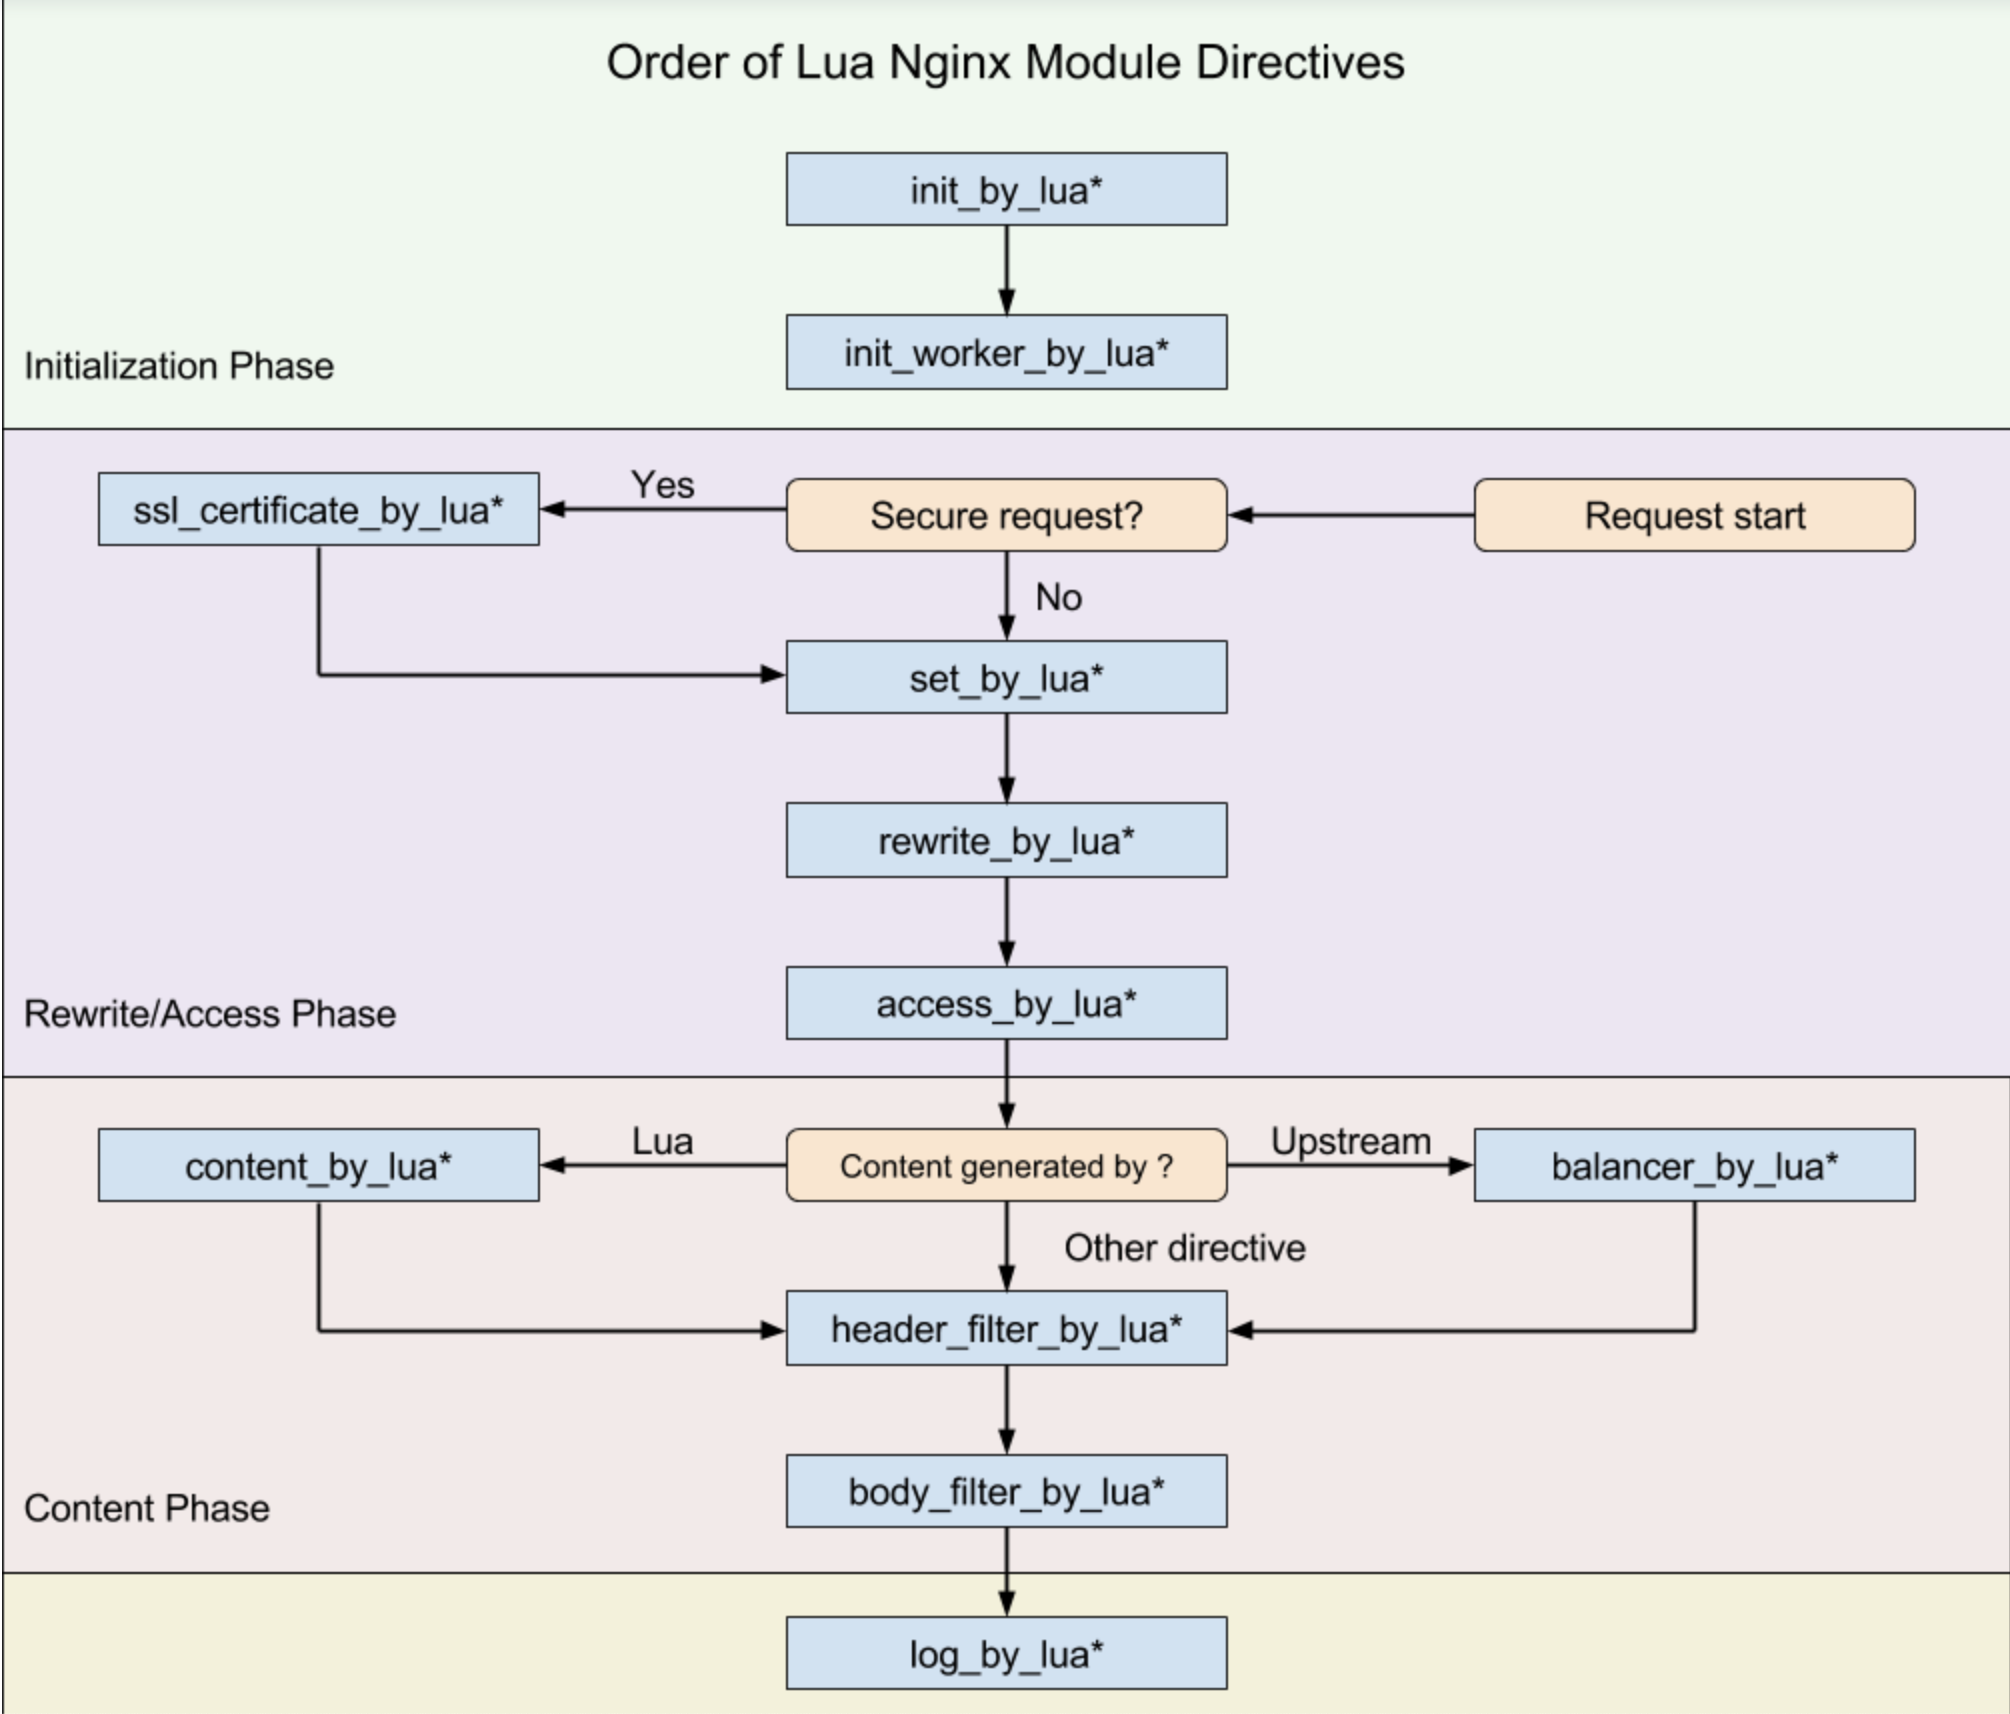 Order of Lua Nginx Module Directives
init_by_lua*
init_worker_by_lua*
Initialization Phase
ssl_certificate_by_lua*
Yes
Secure request?
Request start
No
set_by_lua*
rewrite_by_lua*
access_by_lua*
Rewrite/Access Phase
content_by_lua*
Lua
Content generated by ?
Upstream
balancer_by_lua*
Other directive
header_filter_by_lua*
body_filter_by_lua*
Content Phase
log_by_lua*